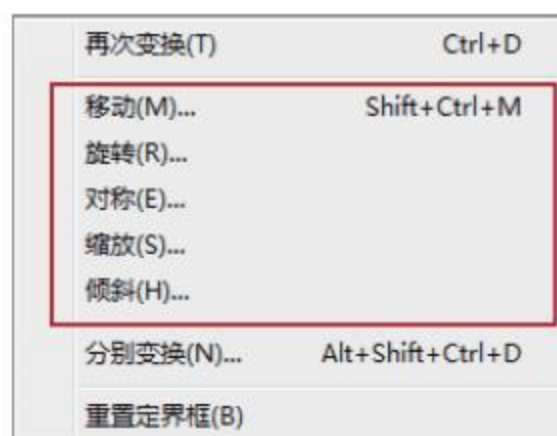 再次变换(T) Ctrl+D
移动(M)... Shift+Ctrl+M
旋转(R)...
对称(E)...
缩放(S)...
倾斜(H)...
分别变换(N)... Alt+Shift+Ctrl+D
重置定界框(B)